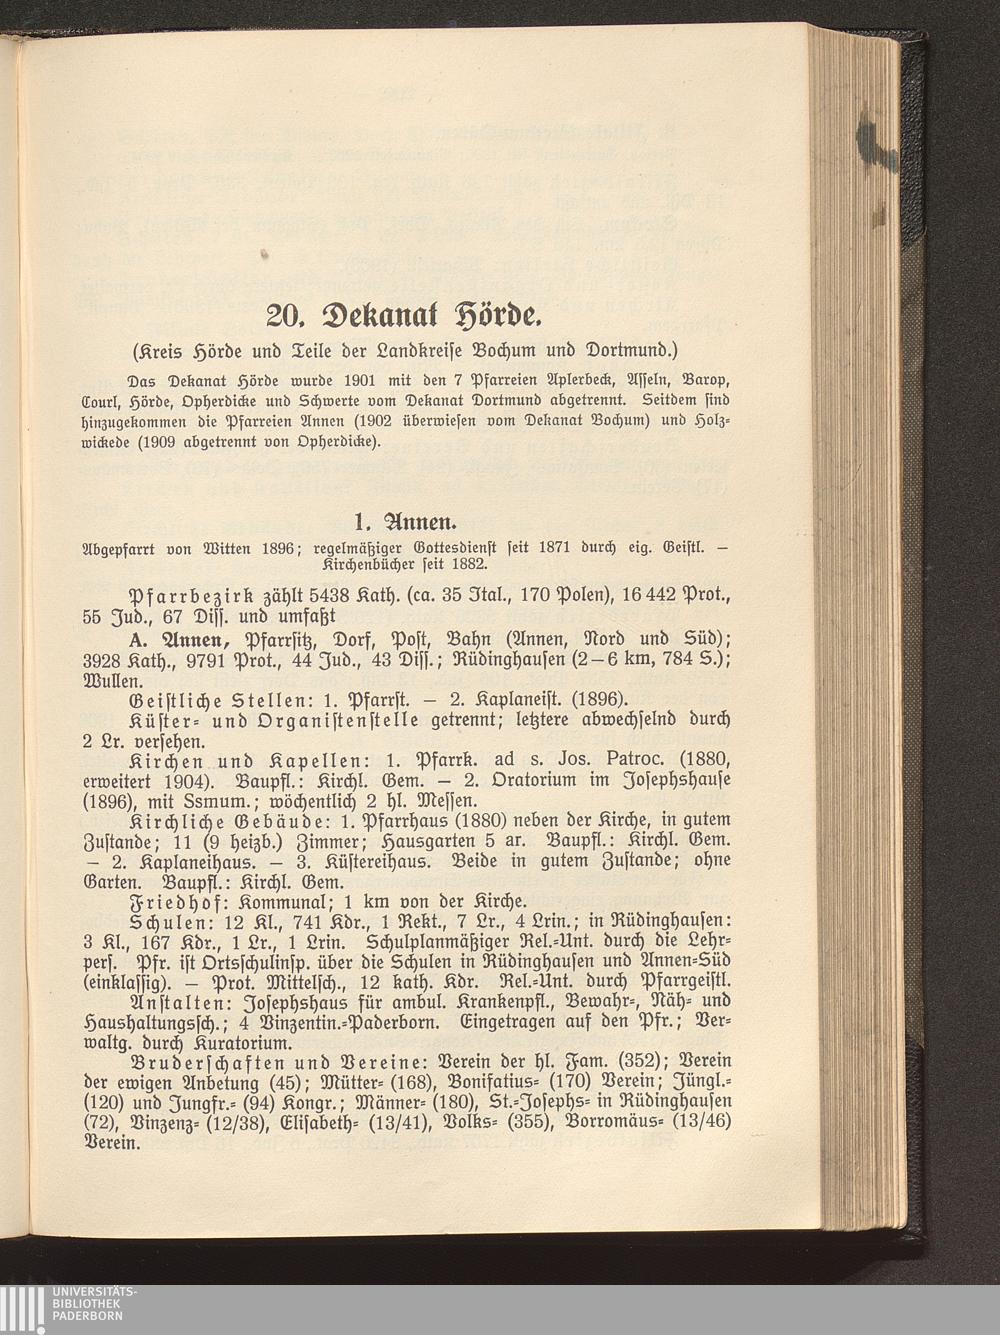 20. Dekanat Hörde.
(Kreis Hörde und Teile der Landkreise Bochum und Dortmund.)
Das Dekanat Hörde wurde 1901 mit den 7 Pfarreien Aplerbeck, Asseln, Barop,
Courl, Hörde, Opherdicke und Schwerte vom Dekanat Dortmund abgetrennt. Seitdem sind
hinzugekommen die Pfarreien Annen (1902 überwiesen vom Dekanat Bochum) und Holz-
wickede (1909 abgetrennt von Opherdicke).
1. Annen.
Abgepfarrt von Witten 1896; regelmäßiger Gottesdienst seit 1871 durch eig. Geistl. —
Kirchenbücher seit 1882.
Pfarrbezirk zählt 5438 Kath. (ca. 35 Ital., 170 Polen), 16 442 Prot.,
55 Jud., 67 Diss. und umfaßt
A. Annen, Pfarrsitz, Dorf, Post, Bahn (Annen, Nord und Süd);
3928 Kath., 9791 Prot., 44 Jud., 43 Diss.; Rüdinghausen (2—6 km, 784 S.);
Wullen.
Geistliche Stellen: 1. Pfarrst. — 2. Kaplaneist. (1896).
Küster- und Organistenstelle getrennt; letztere abwechselnd durch
2 Lr. versehen.
Kirchen und Kapellen: 1. Pfarrk. ad s. Jos. Patroc. (1880,
erweitert 1904). Baupfl.: Kirchl. Gem. — 2. Oratorium im Josephshause
(1896), mit Ssmum.; wöchentlich 2 hl. Messen.
Kirchliche Gebäude: 1. Pfarrhaus (1880) neben der Kirche, in gutem
Zustande; 11 (9 heizb.) Zimmer; Hausgarten 5 ar. Baupfl.: Kirchl. Gem.
— 2. Kaplaneihaus. — 3. Küstereihaus. Beide in gutem Zustande; ohne
Garten. Baupfl.: Kirchl. Gem.
Friedhof: Kommunal; 1 km von der Kirche.
Schulen: 12 Kl., 741 Kdr., 1 Rekt., 7 Lr., 4 Lrin.; in Rüdinghausen:
3 Kl., 167 Kdr., 1 Lr., 1 Lrin. Schulplanmäßiger Rel.-Unt. durch die Lehr-
pers. Pfr. ist Ortsschulinsp. über die Schulen in Rüdinghausen und Annen-Süd
(einklassig). — Prot. Mittelsch., 12 kath. Kdr. Rel.-Unt. durch Pfarrgeistl.
Anstalten: Josephshaus für ambul. Krankenpfl., Bewahr-, Näh- und
Haushaltungssch.; 4 Vinzentin.-Paderborn. Eingetragen auf den Pfr.; Ver-
waltg. durch Kuratorium.
Bruderschaften und Vereine: Verein der hl. Fam. (352); Verein
der ewigen Anbetung (45); Mütter- (168), Bonifatius- (170) Verein; Jüngl.-
(120) und Jungfr.- (94) Kongr.; Männer- (180), St.-Josephs- in Rüdinghausen
(72), Vinzenz- (12/38), Elisabeth- (13/41), Volks- (355), Borromäus- (13/46)
Verein.
UNIVERSITÄTS-
BIBLIOTHEK
PADERBORN